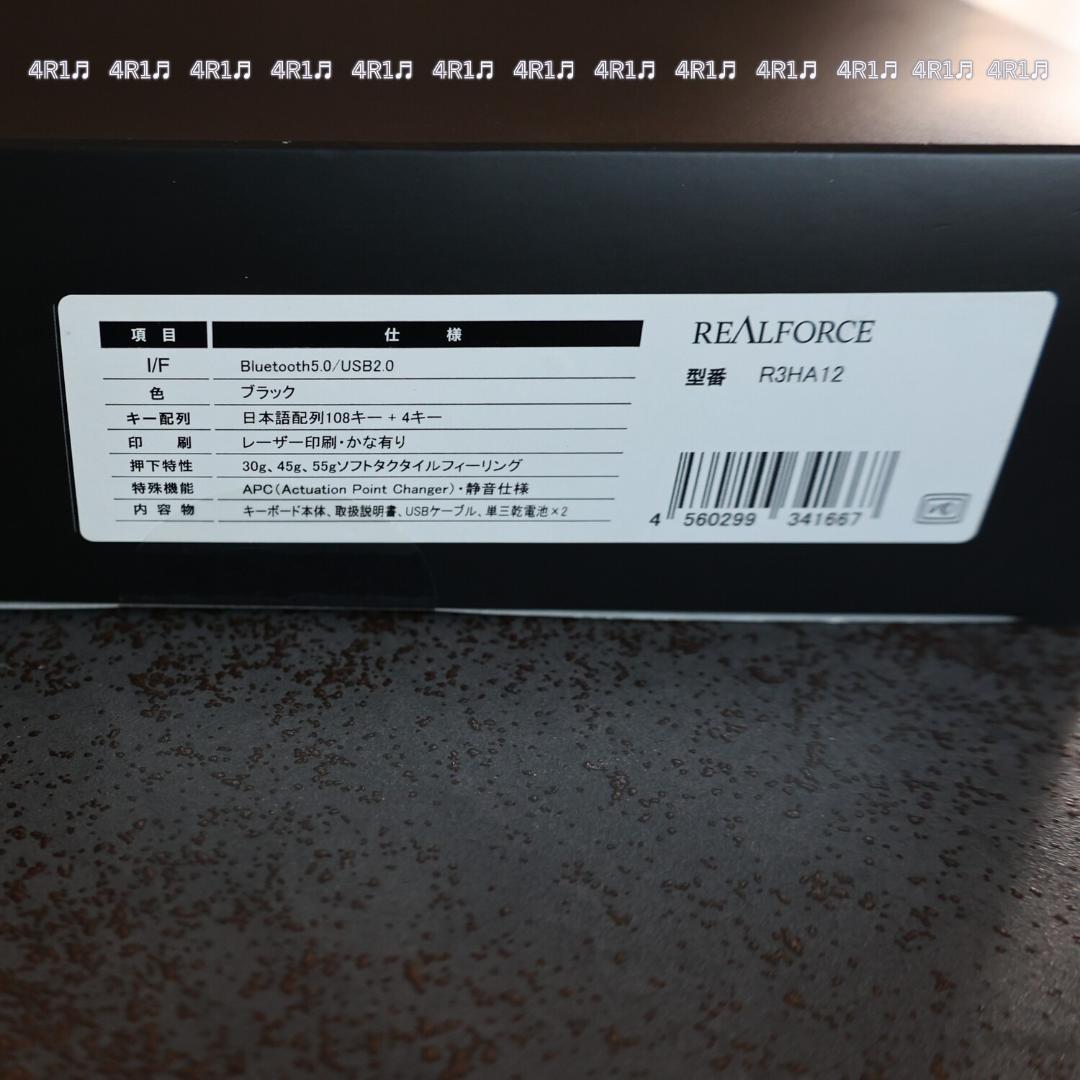 4R1♬ 4R1♬ 4R1♬ 4R1♬ 4R1♬ 4R1♬ 4R1♬ 4R1♬ 4R1♬ 4R1♬ 4R1♬ 4R1♬ 4R1♬
項目 仕様
I/F Bluetooth5.0/USB2.0
色 ブラック
キー配列 日本語配列108キー + 4キー
印刷 レーザー印刷・かな有り
押下特性 30g、45g、55gソフトタクタイルフィーリング
特殊機能 APC(Actuation Point Changer)・静音仕様
内容物 キーボード本体、取扱説明書、USBケーブル、単三乾電池×2
REALFORCE
型番 R3HA12
4 560299 341667